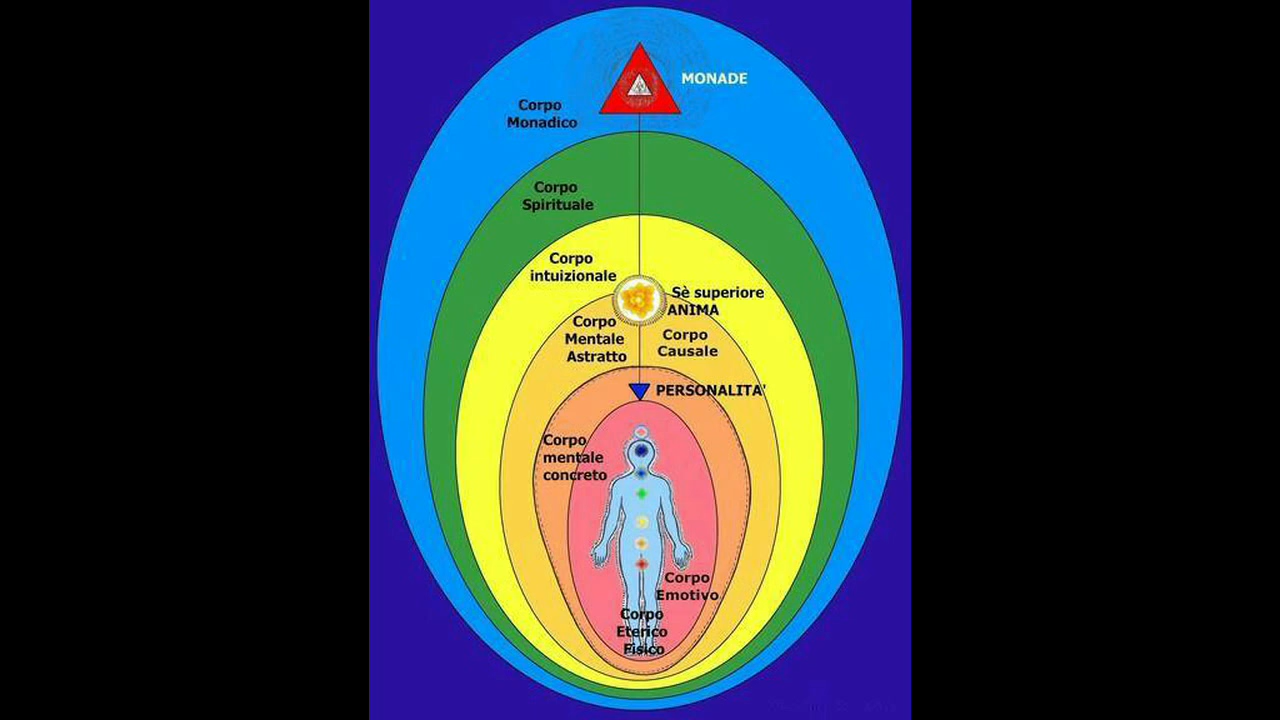 MONADE
Corpo
Monadico
Corpo
Spirituale
Corpo
intuizionale
Sè superiore
ANIMA
Corpo
Mentale
Astratto
Corpo
Causale
PERSONALITA'
Corpo
mentale
concreto
Corpo
Emotivo
Corpo
Eterico
Fisico